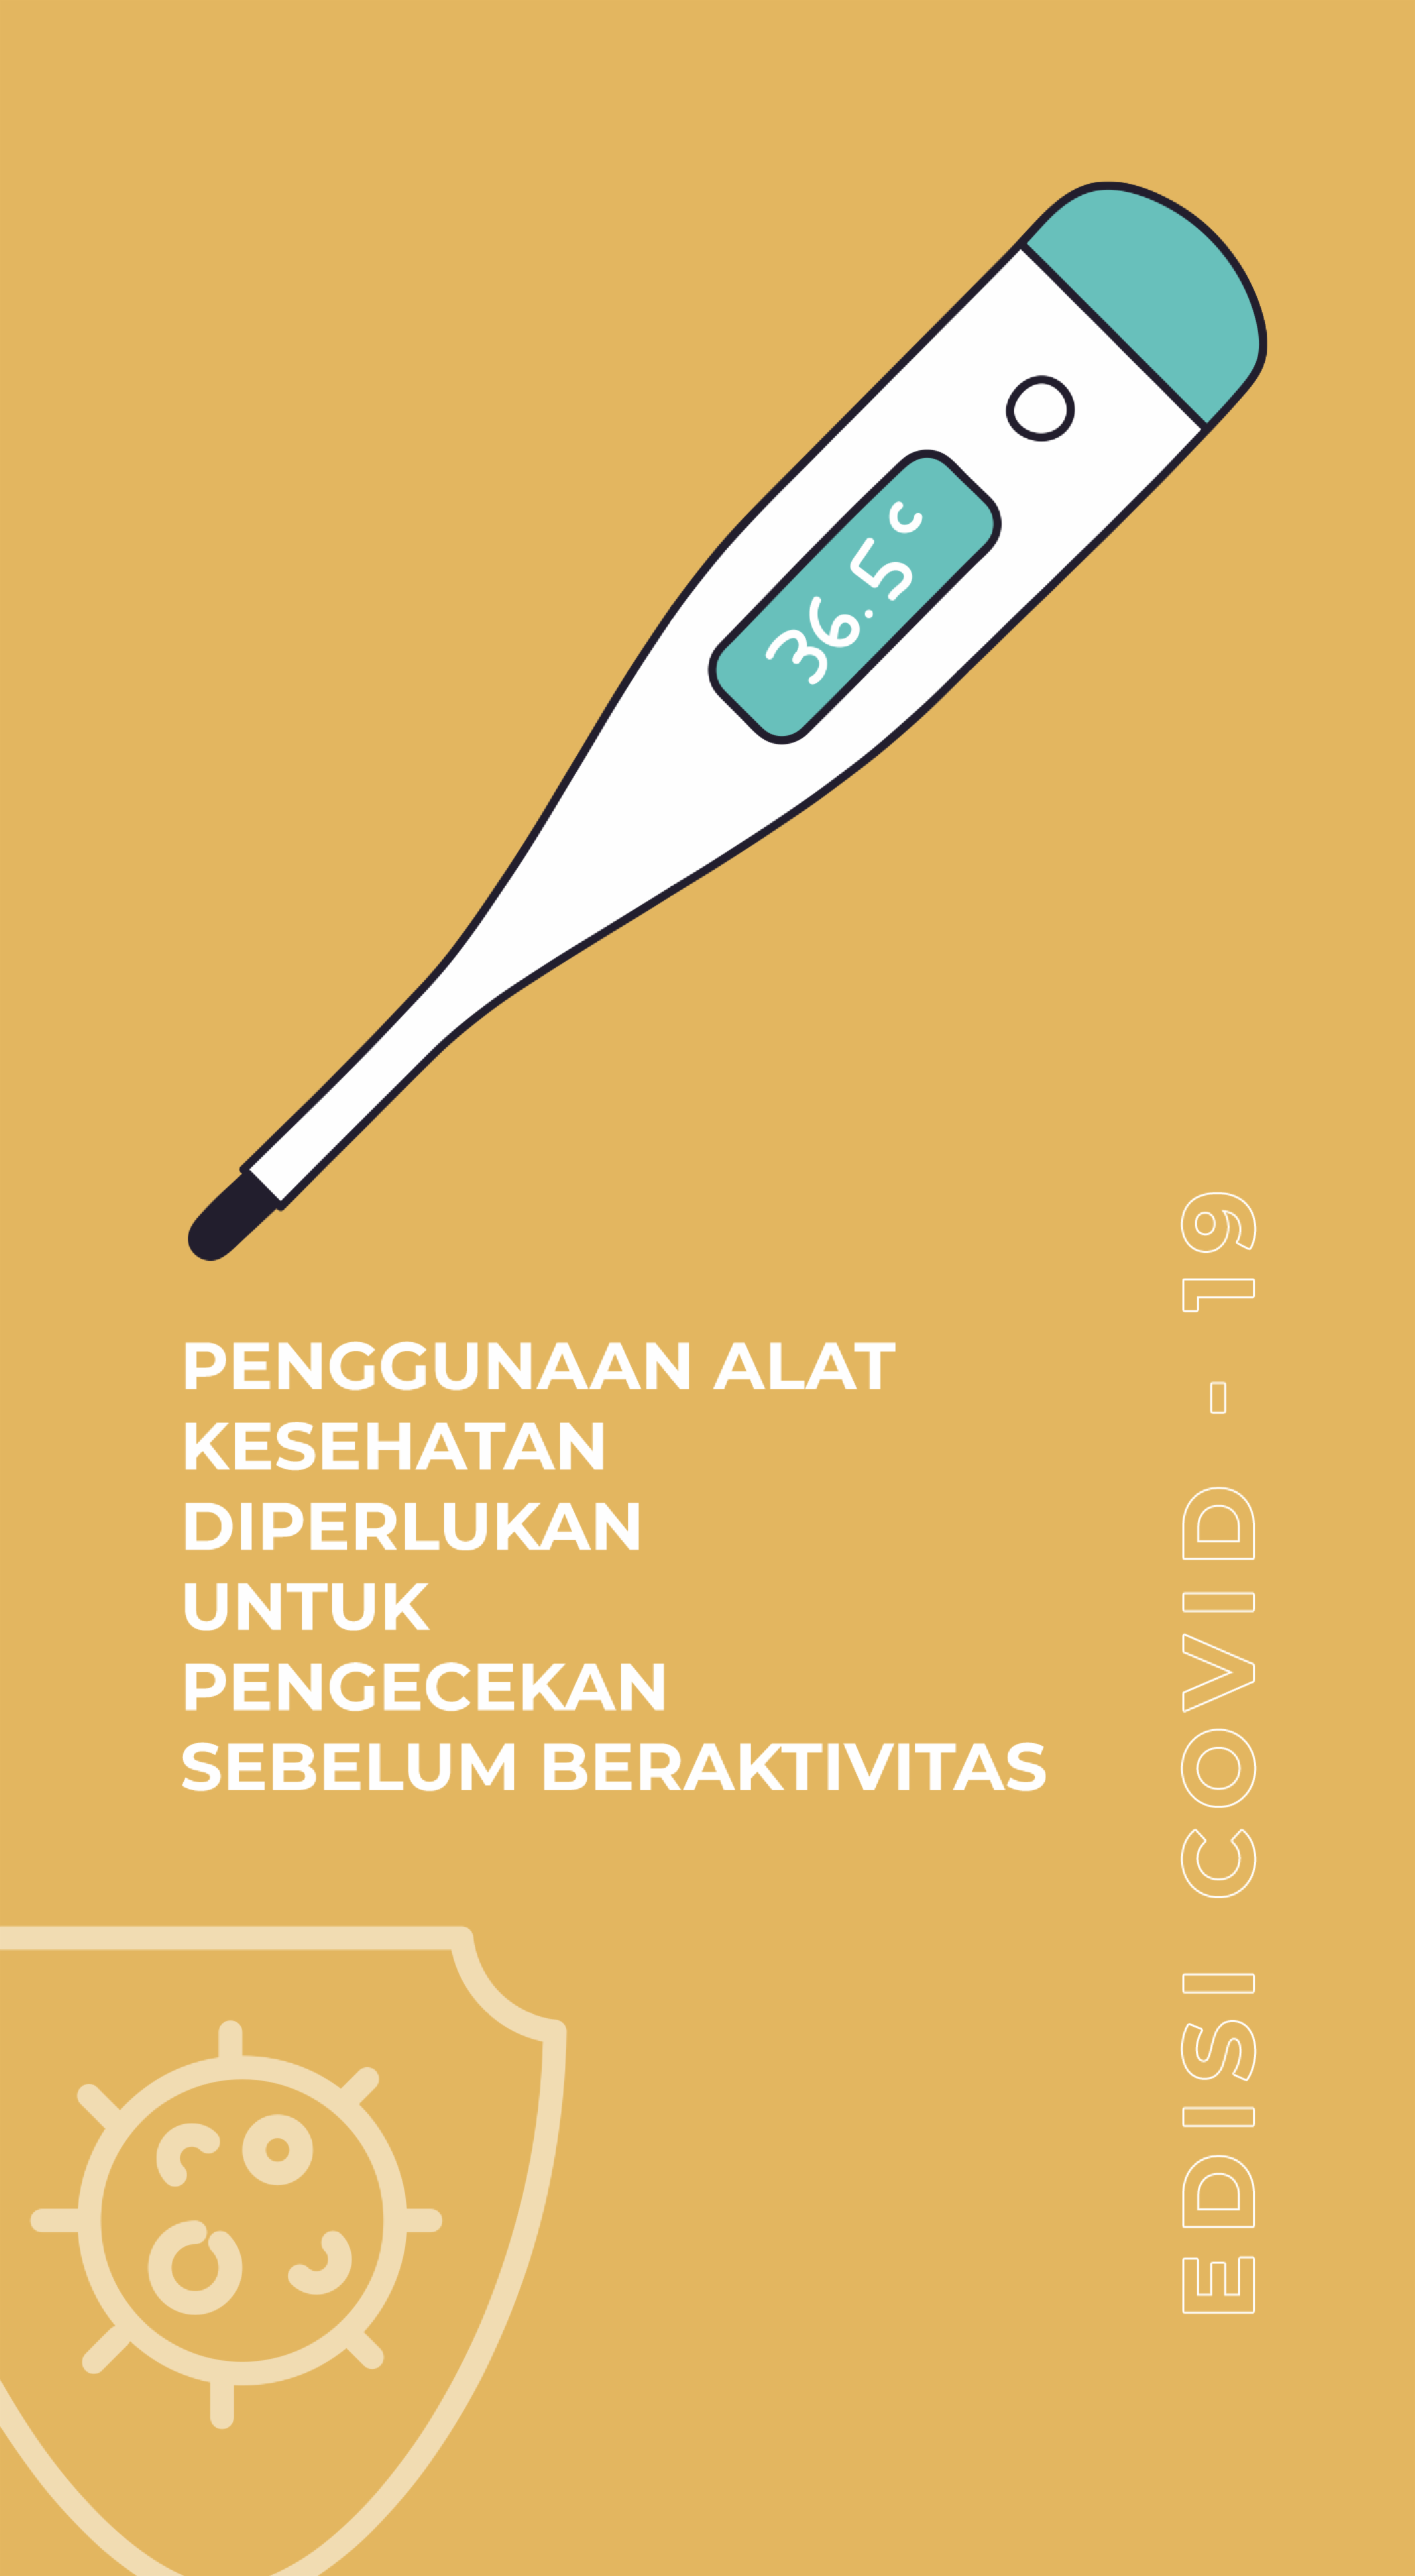 36.5 c
PENGGUNAAN ALAT
KESEHATAN
DIPERLUKAN
UNTUK
PENGECEKAN
SEBELUM BERAKTIVITAS
EDISI COVID - 19